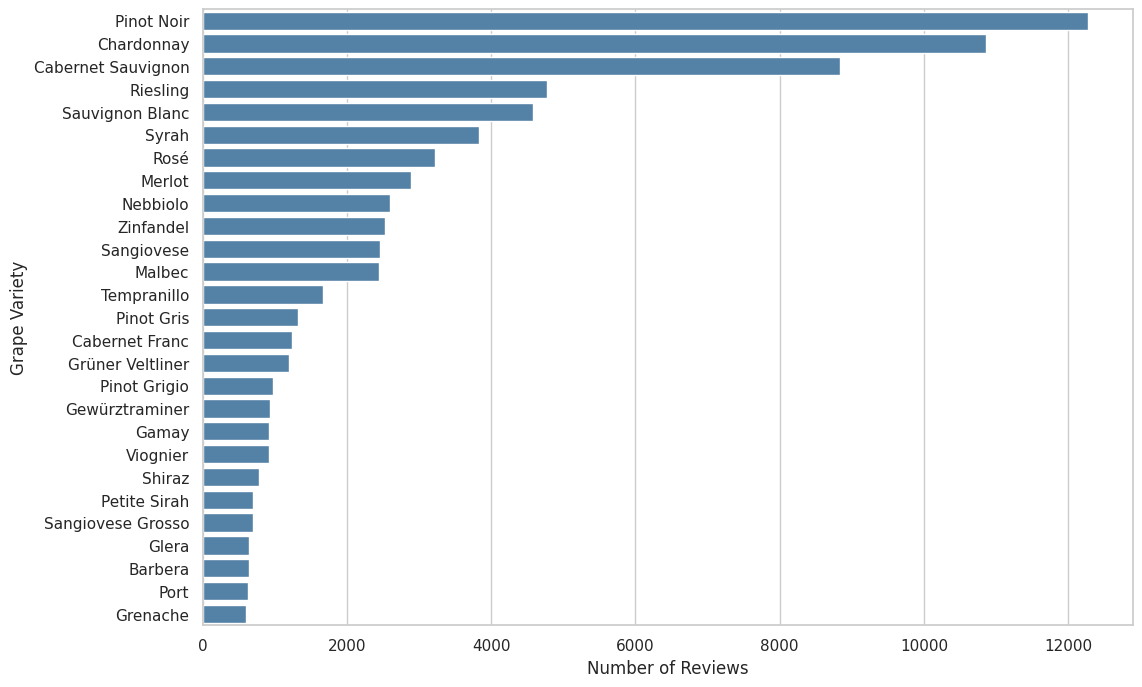 Pinot Noir
Chardonnay
Cabernet Sauvignon
Riesling
Sauvignon Blanc
Syrah
Rosé
Merlot
Nebbiolo
Zinfandel
Sangiovese
Malbec
Tempranillo
Pinot Gris
Cabernet Franc
Grüner Veltliner
Pinot Grigio
Gewürztraminer
Gamay
Viognier
Shiraz
Petite Sirah
Sangiovese Grosso
Glera
Barbera
Port
Grenache
Grape Variety
0 2000 4000 6000 8000 10000 12000
Number of Reviews